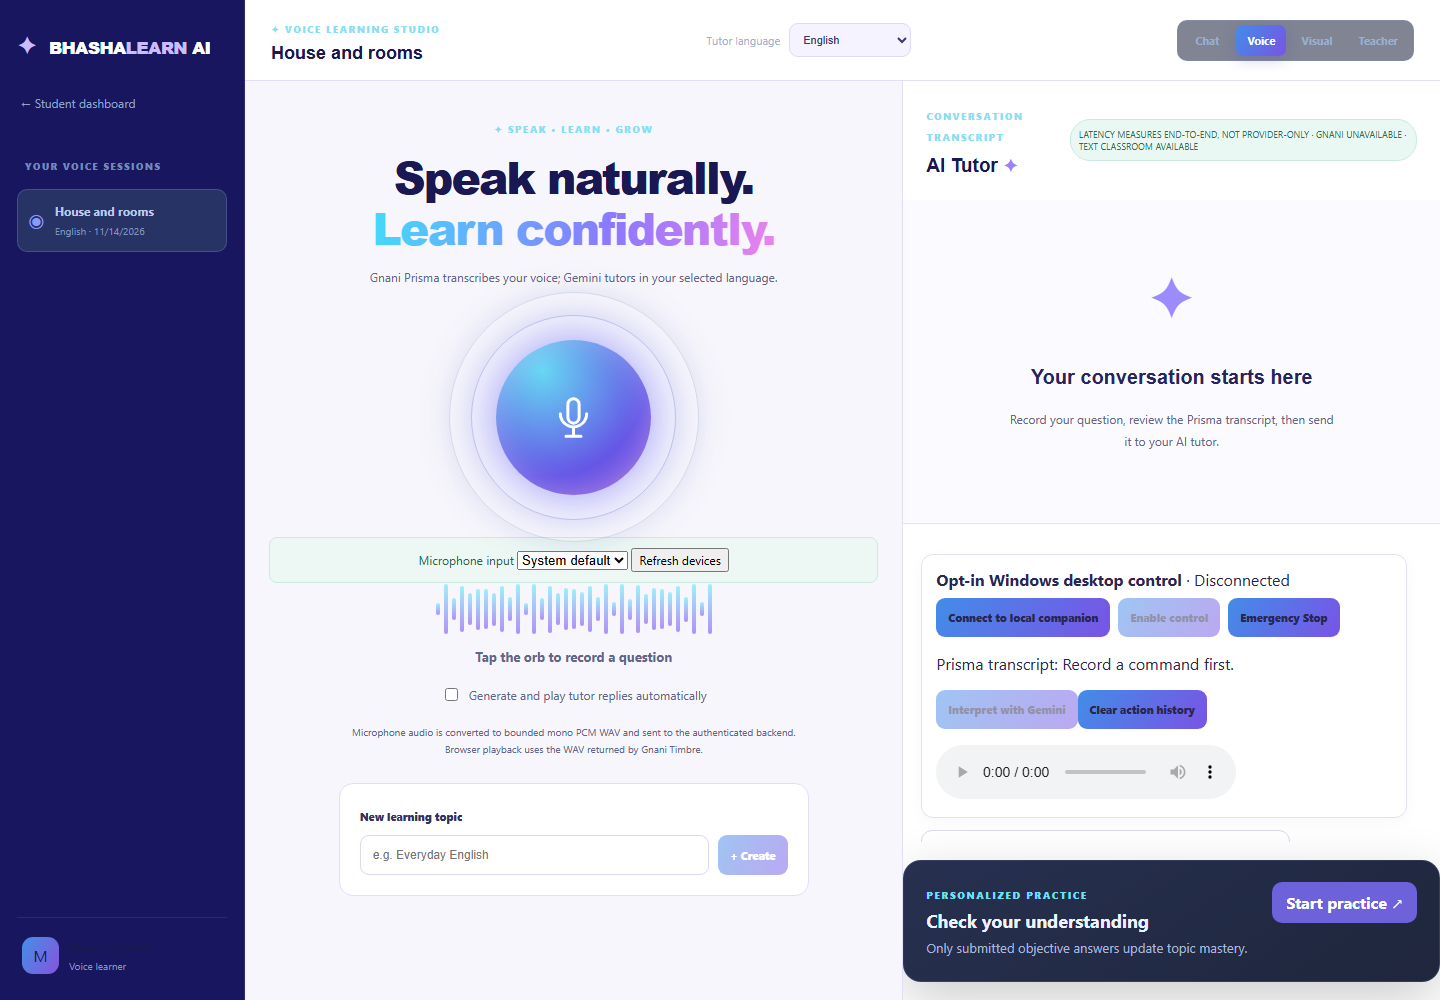 ✦ BHASHALEARN AI
← Student dashboard
YOUR VOICE SESSIONS
House and rooms
English · 11/14/2026
M
Voice learner
✦ VOICE LEARNING STUDIO
House and rooms
Tutor language
English
Chat
Voice
Visual
Teacher
✦ SPEAK • LEARN • GROW
Speak naturally.
Learn confidently.
Gnani Prisma transcribes your voice; Gemini tutors in your selected language.
Microphone input System default Refresh devices
Tap the orb to record a question
Generate and play tutor replies automatically
Microphone audio is converted to bounded mono PCM WAV and sent to the authenticated backend.
Browser playback uses the WAV returned by Gnani Timbre.
New learning topic
e.g. Everyday English
+ Create
CONVERSATION
TRANSCRIPT
AI Tutor ✦
LATENCY MEASURES END-TO-END, NOT PROVIDER-ONLY · GNANI UNAVAILABLE ·
TEXT CLASSROOM AVAILABLE
Your conversation starts here
Record your question, review the Prisma transcript, then send
it to your AI tutor.
Opt-in Windows desktop control · Disconnected
Connect to local companion
Enable control
Emergency Stop
Prisma transcript: Record a command first.
Interpret with Gemini
Clear action history
0:00 / 0:00
PERSONALIZED PRACTICE
Check your understanding
Only submitted objective answers update topic mastery.
Start practice ↗